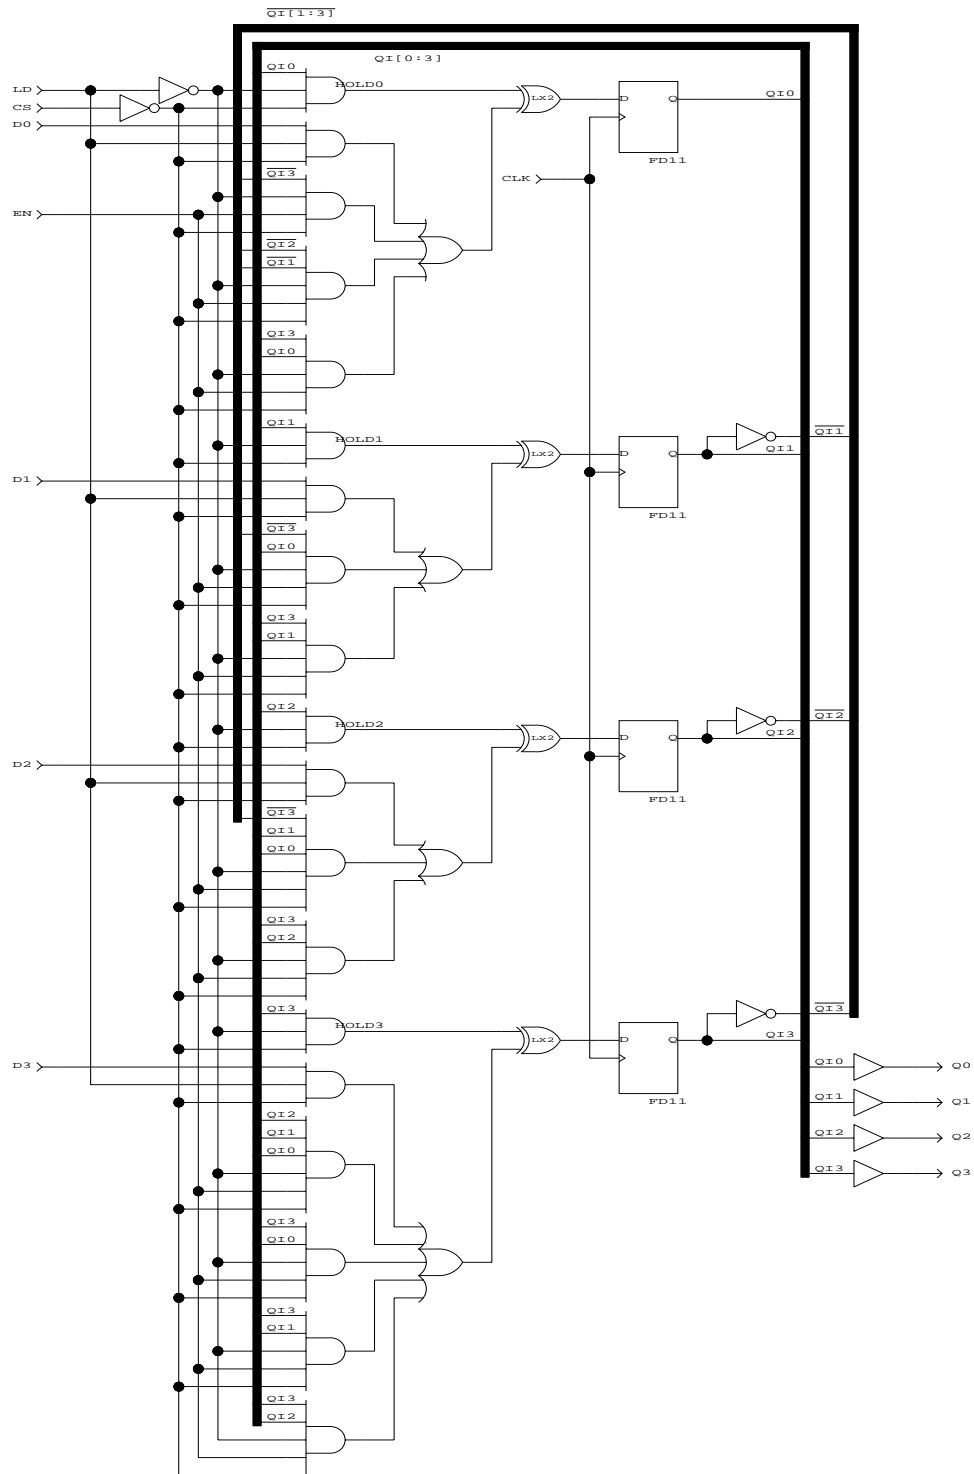 QI[1:3]
QI[0:3]
QI0
LD
HOLD0
LX2
D
Q
QI0
CS
D0
FD11
QI3
CLK
EN
QI2
QI1
QI3
QI0
QI1
HOLD1
LX2
D
Q
QI1
QI1
D1
FD11
QI3
QI0
QI3
QI1
QI2
HOLD2
LX2
D
Q
QI2
QI2
D2
FD11
QI3
QI1
QI0
QI3
QI2
QI3
HOLD3
LX2
D
Q
QI3
QI3
D3
QI0
Q0
FD11
QI1
Q1
QI2
QI1
QI2
Q2
QI0
QI3
Q3
QI3
QI0
QI3
QI1
QI3
QI2